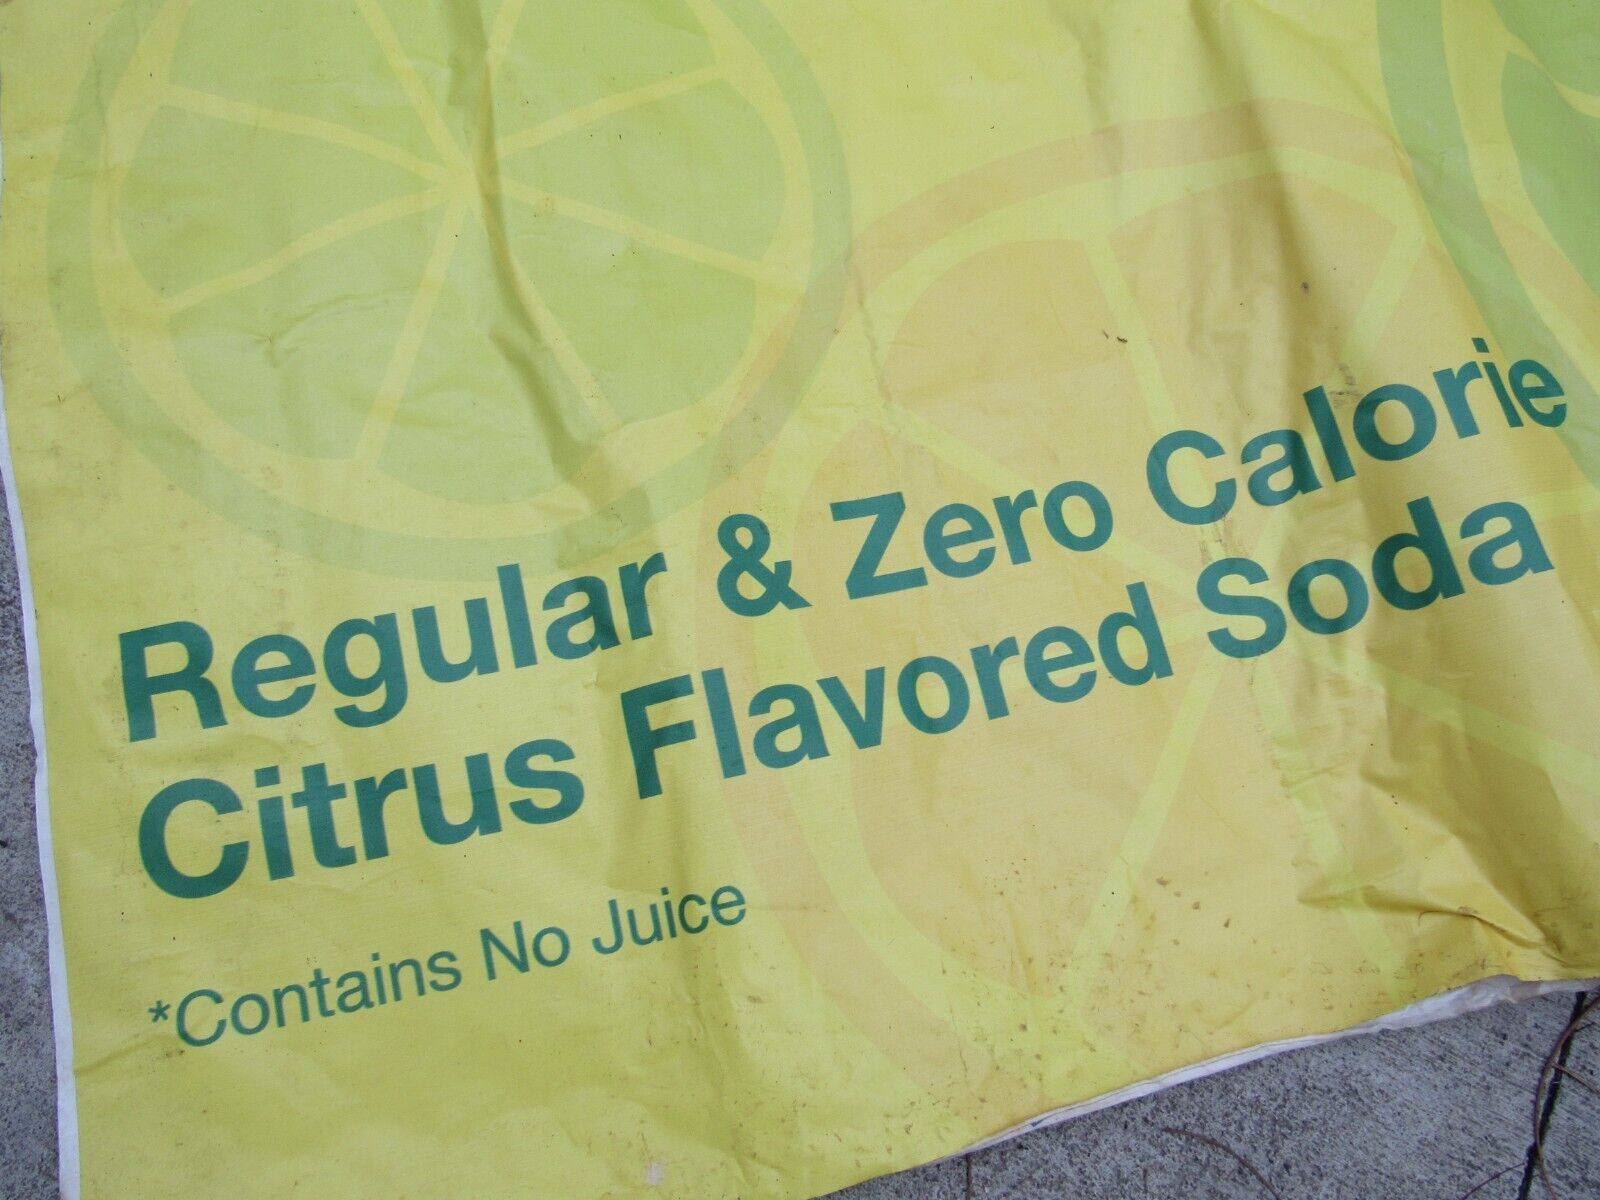 Regular & Zero Calorie
Citrus Flavored Soda
*Contains No Juice